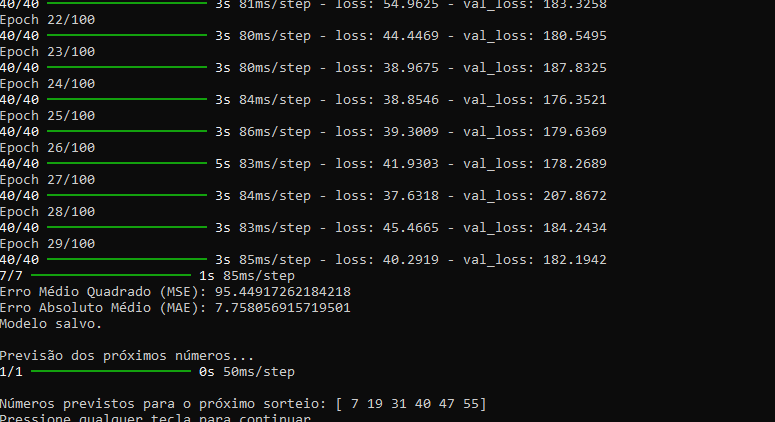 40/40 3s 81ms/step - loss: 54.9625 - val_loss: 183.3258
Epoch 22/100
40/40 3s 80ms/step - loss: 44.4469 - val_loss: 180.5495
Epoch 23/100
40/40 3s 80ms/step - loss: 38.9675 - val_loss: 187.8325
Epoch 24/100
40/40 3s 84ms/step - loss: 38.8546 - val_loss: 176.3521
Epoch 25/100
40/40 3s 86ms/step - loss: 39.3009 - val_loss: 179.6369
Epoch 26/100
40/40 5s 83ms/step - loss: 41.9303 - val_loss: 178.2689
Epoch 27/100
40/40 3s 84ms/step - loss: 37.6318 - val_loss: 207.8672
Epoch 28/100
40/40 3s 83ms/step - loss: 45.4665 - val_loss: 184.2434
Epoch 29/100
40/40 3s 85ms/step - loss: 40.2919 - val_loss: 182.1942
7/7 1s 85ms/step
Erro Médio Quadrado (MSE): 95.44917262184218
Erro Absoluto Médio (MAE): 7.758056915719501
Modelo salvo.
Previsão dos próximos números...
1/1 0s 50ms/step
Números previstos para o próximo sorteio: [ 7 19 31 40 47 55]
Pressione qualquer tecla para continuar